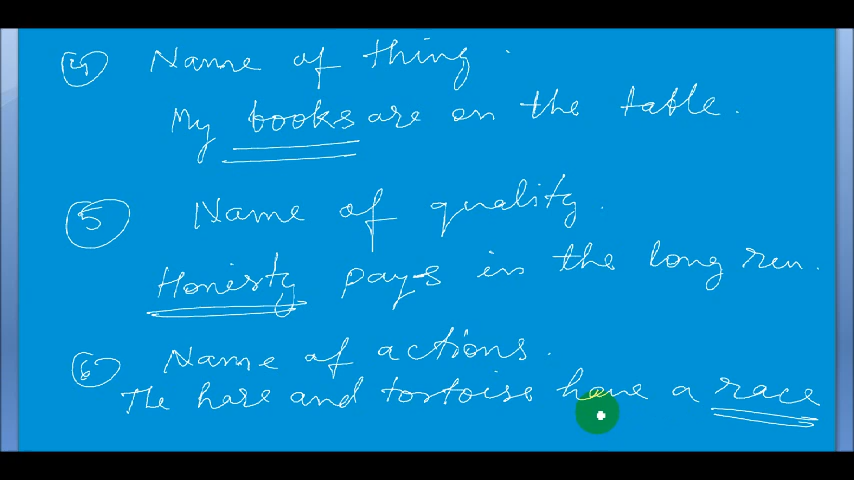 (4) Name of thing.
My books are on the table.
(5) Name of quality.
Honesty pays in the long run.
(6) Name of actions.
The hare and tortoise have a race